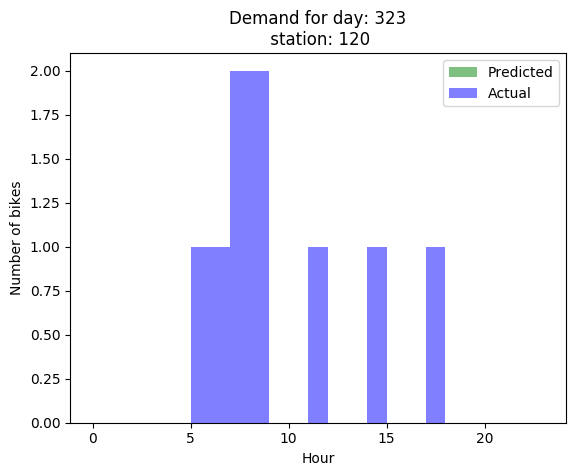 Demand for day: 323
station: 120
Predicted
Actual
Number of bikes
2.00
1.75
1.50
1.25
1.00
0.75
0.50
0.25
0.00
0 5 10 15 20
Hour